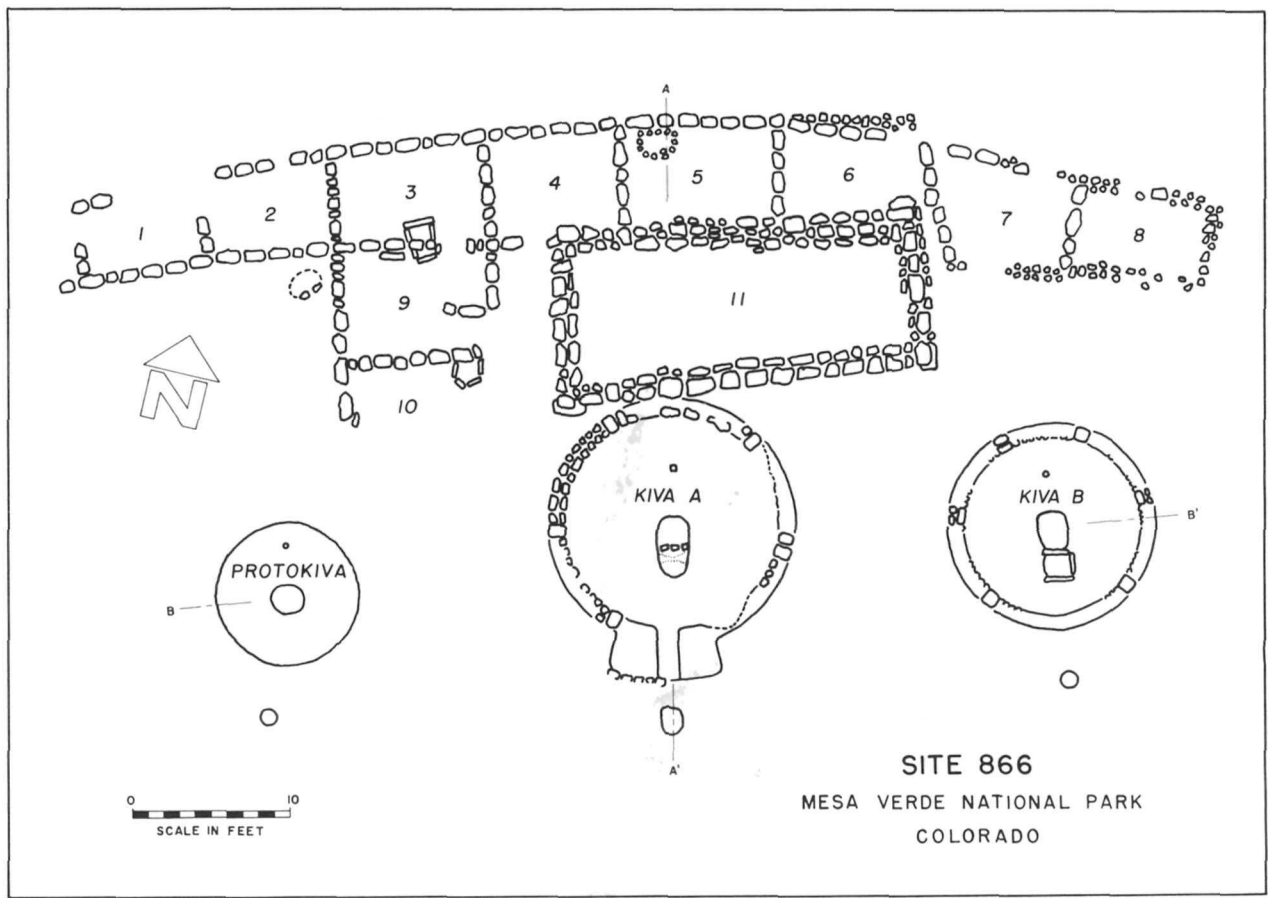 A
1
2
3
4
5
6
7
8
9
10
11
N
KIVA A
KIVA B
B'
PROTOKIVA
B
A'
0 10
SCALE IN FEET
SITE 866
MESA VERDE NATIONAL PARK
COLORADO